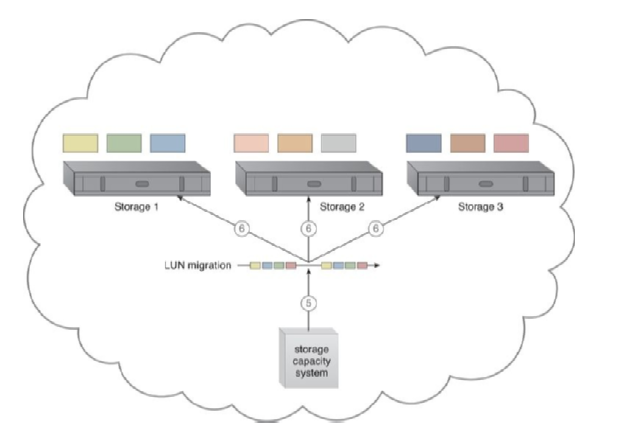 Storage 1
Storage 2
Storage 3
6
6
6
LUN migration
5
storage
capacity
system